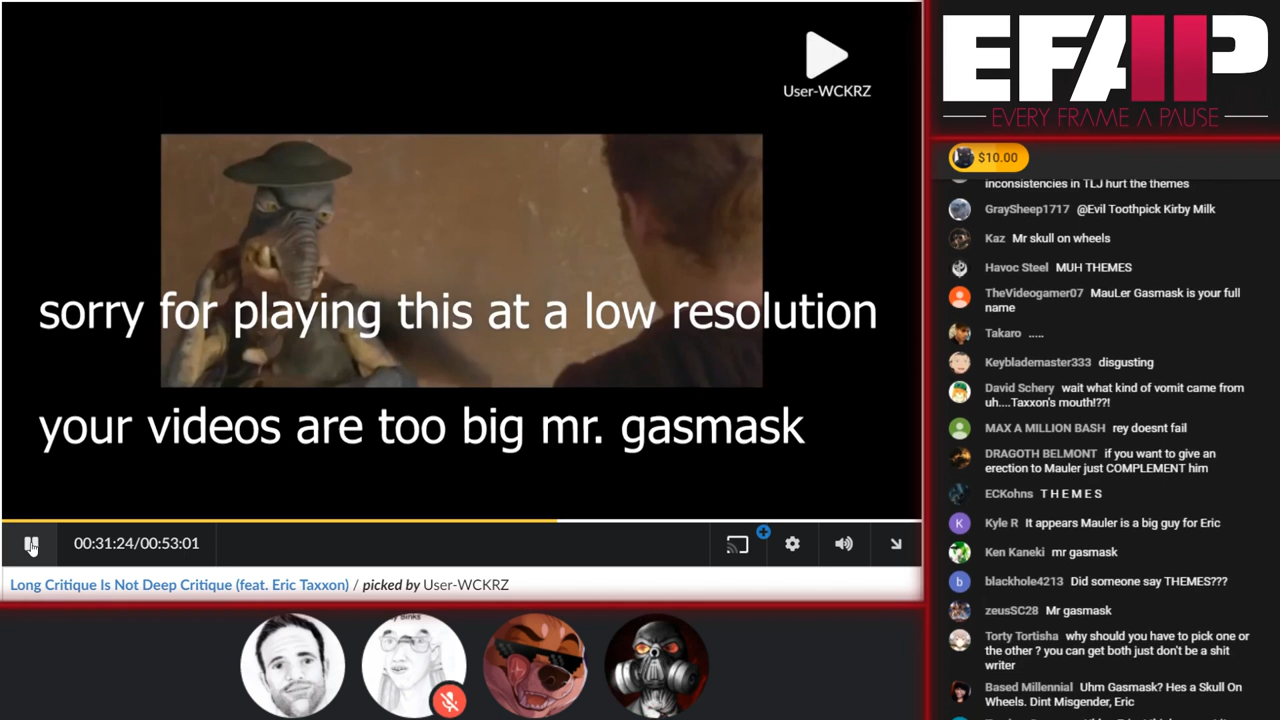 User-WCKRZ
sorry for playing this at a low resolution
your videos are too big mr. gasmask
00:31:24/00:53:01
Long Critique Is Not Deep Critique (feat. Eric Taxxon) / picked by User-WCKRZ
EFAP
EVERY FRAME A PAUSE
$10.00
inconsistencies in TLJ hurt the themes
GraySheep1717 @Evil Toothpick Kirby Milk
Kaz Mr skull on wheels
Havoc Steel MUH THEMES
TheVideogamer07 MauLer Gasmask is your full
name
Takaro .....
Keyblademaster333 disgusting
David Schery wait what kind of vomit came from
uh....Taxxon's mouth!??!
MAX A MILLION BASH rey doesnt fail
DRAGOTH BELMONT if you want to give an
erection to Mauler just COMPLEMENT him
ECKohns T H E M E S
K
Kyle R It appears Mauler is a big guy for Eric
Ken Kaneki mr gasmask
b
blackhole4213 Did someone say THEMES???
zeusSC28 Mr gasmask
Torty Tortisha why should you have to pick one or
the other ? you can get both just don't be a shit
writer
Based Millennial Uhm Gasmask? Hes a Skull On
Wheels. Dint Misgender, Eric